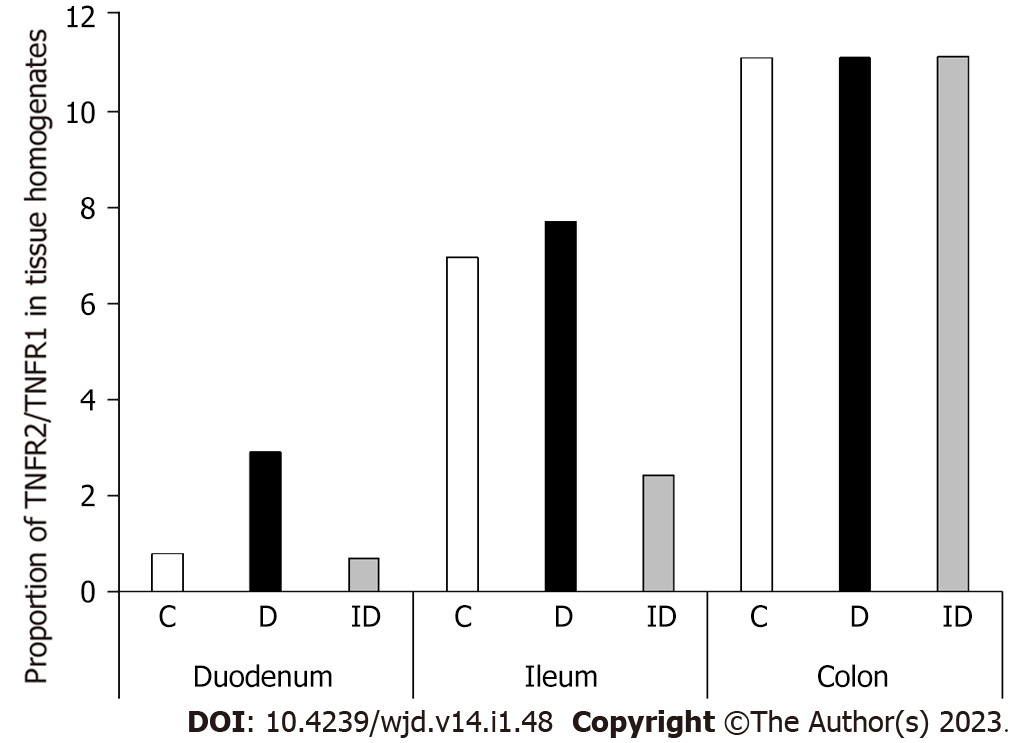 Proportion of TNFR2/TNFR1 in tissue homogenates
12
10
8
6
4
2
0
C D ID C D ID C D ID
Duodenum Ileum Colon
DOI: 10.4239/wjd.v14.i1.48 Copyright ©The Author(s) 2023.